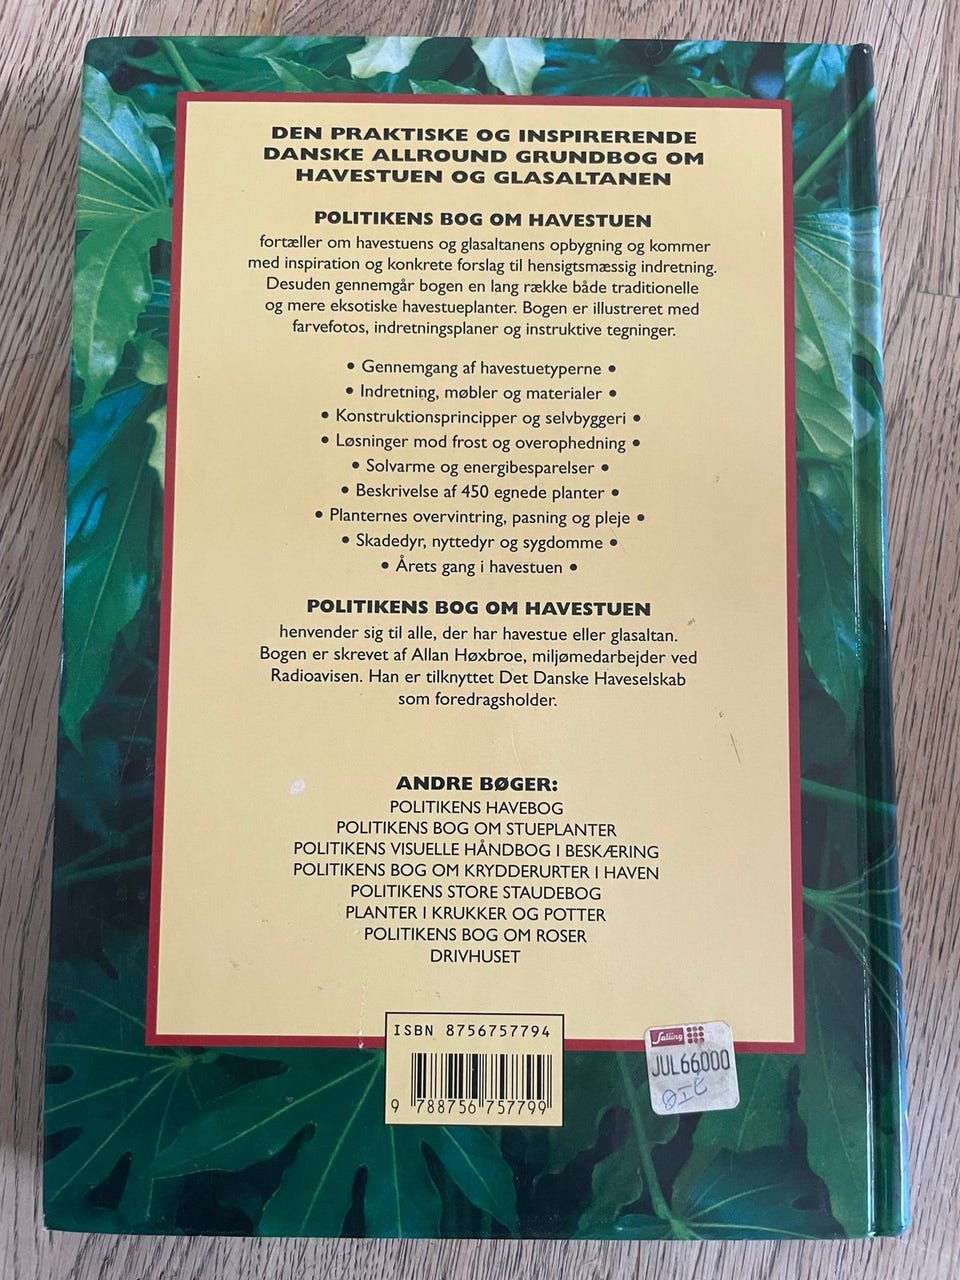 DEN PRAKTISKE OG INSPIRERENDE
DANSKE ALLROUND GRUNDBOG OM
HAVESTUEN OG GLASALTANEN
POLITIKENS BOG OM HAVESTUEN
fortæller om havestuens og glasaltanens opbygning og kommer
med inspiration og konkrete forslag til hensigtsmæssig indretning.
Desuden gennemgår bogen en lang række både traditionelle
og mere eksotiske havestueplanter. Bogen er illustreret med
farvefotos, indretningsplaner og instruktive tegninger.
• Gennemgang af havestuetyperne •
• Indretning, møbler og materialer •
• Konstruktionsprincipper og selvbyggeri •
• Løsninger mod frost og overophedning •
• Solvarme og energibesparelser •
• Beskrivelse af 450 egnede planter •
• Planternes overvintring, pasning og pleje •
• Skadedyr, nyttedyr og sygdomme •
• Årets gang i havestuen •
POLITIKENS BOG OM HAVESTUEN
henvender sig til alle, der har havestue eller glasaltan.
Bogen er skrevet af Allan Høxbroe, miljømedarbejder ved
Radioavisen. Han er tilknyttet Det Danske Haveselskab
som foredragsholder.
ANDRE BØGER:
POLITIKENS HAVEBOG
POLITIKENS BOG OM STUEPLANTER
POLITIKENS VISUELLE HÅNDBOG I BESKÆRING
POLITIKENS BOG OM KRYDDERURTER I HAVEN
POLITIKENS STORE STAUDEBOG
PLANTER I KRUKKER OG POTTER
POLITIKENS BOG OM ROSER
DRIVHUSET
ISBN 8756757794
9 788756 757799
Salling
JUL66000